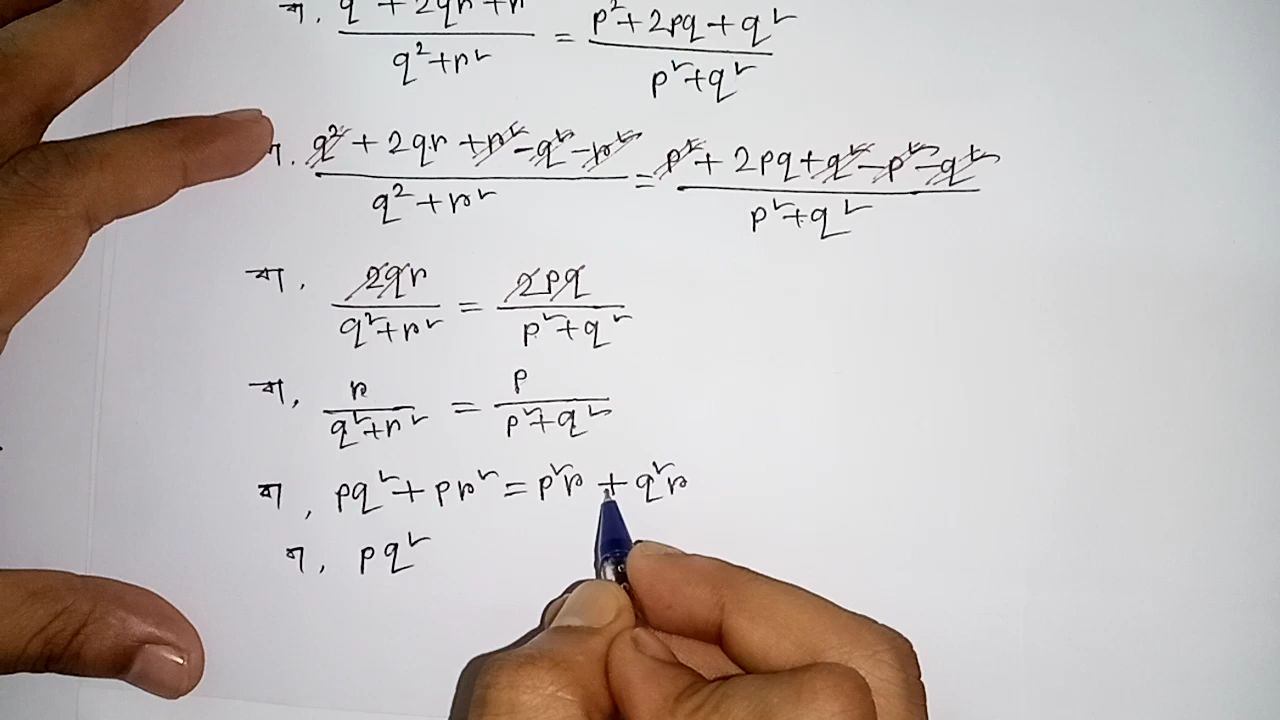 বা, q² + 2qr + r / q² + r² = p² + 2pq + q² / p² + q²
বা, q² + 2qr + r² - q² - r² / q² + r² = p² + 2pq + q² - p² - q² / p² + q²
বা, 2qr / q² + r² = 2pq / p² + q²
বা, r / q² + r² = p / p² + q²
বা, pq² + pr² = p²r + q²r
বা, pq²